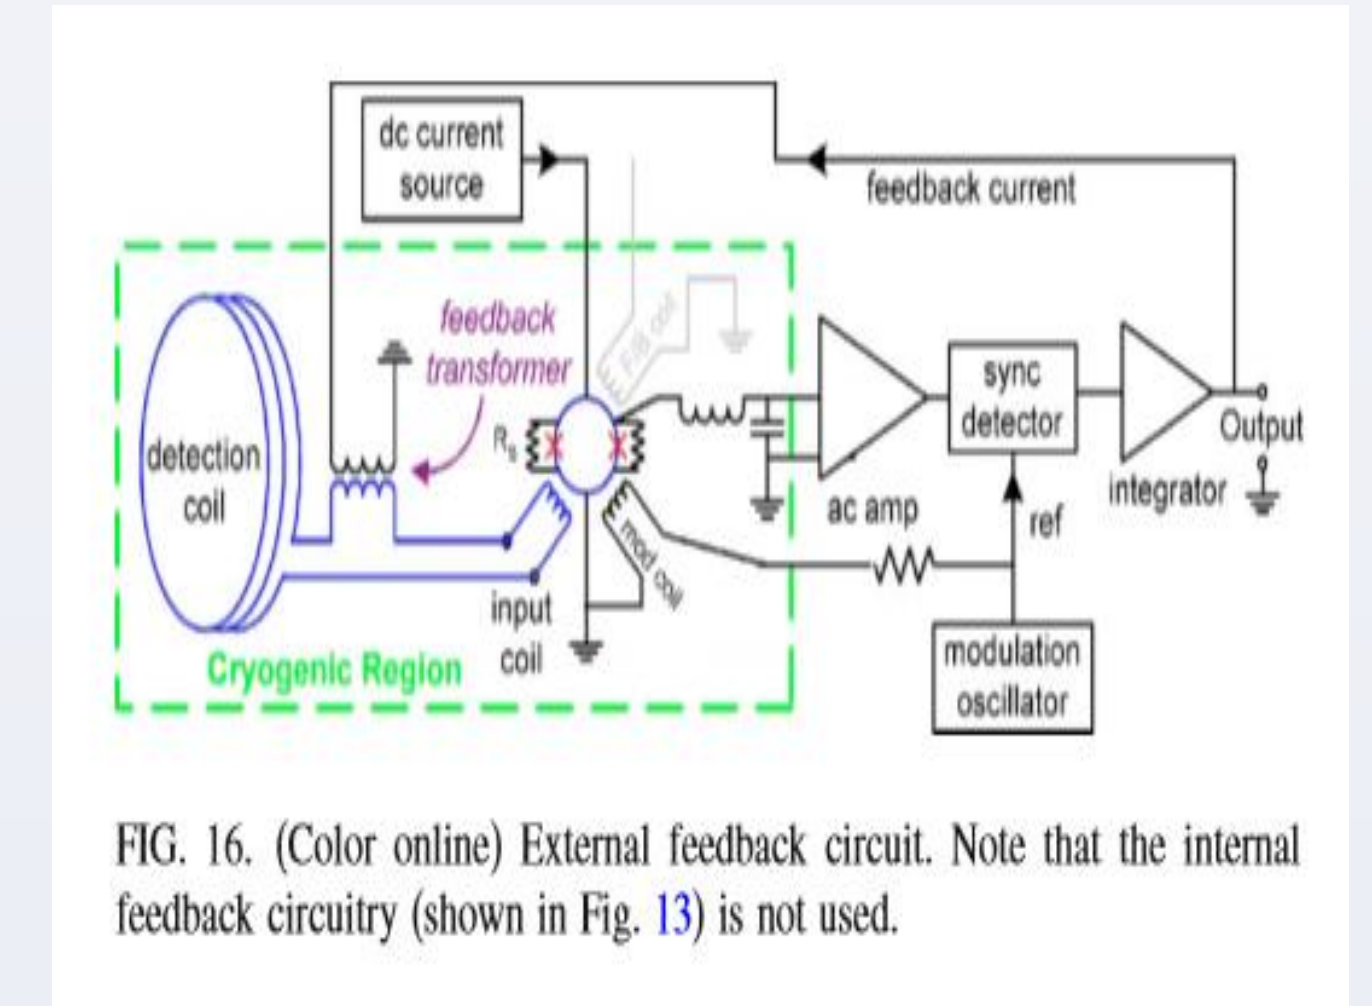 dc current
source
feedback current
feedback
transformer
F/B coil
detection
coil
Rs
sync
detector
Output
integrator
ac amp
ref
mod coil
input
coil
Cryogenic Region
modulation
oscillator
FIG. 16. (Color online) External feedback circuit. Note that the internal
feedback circuitry (shown in Fig. 13) is not used.